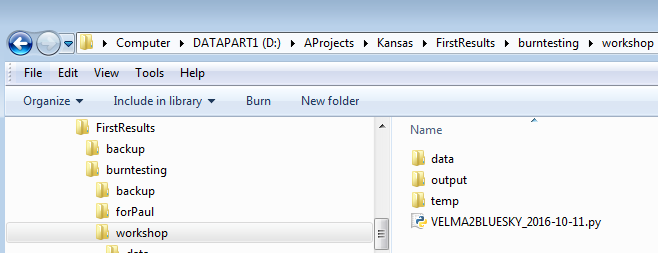 Computer ▸ DATAPART1 (D:) ▸ AProjects ▸ Kansas ▸ FirstResults ▸ burntesting ▸ workshop
File Edit View Tools Help
Organize Include in library Burn New folder
FirstResults
backup
burntesting
backup
forPaul
workshop
data
Name
data
output
temp
VELMA2BLUESKY_2016-10-11.py